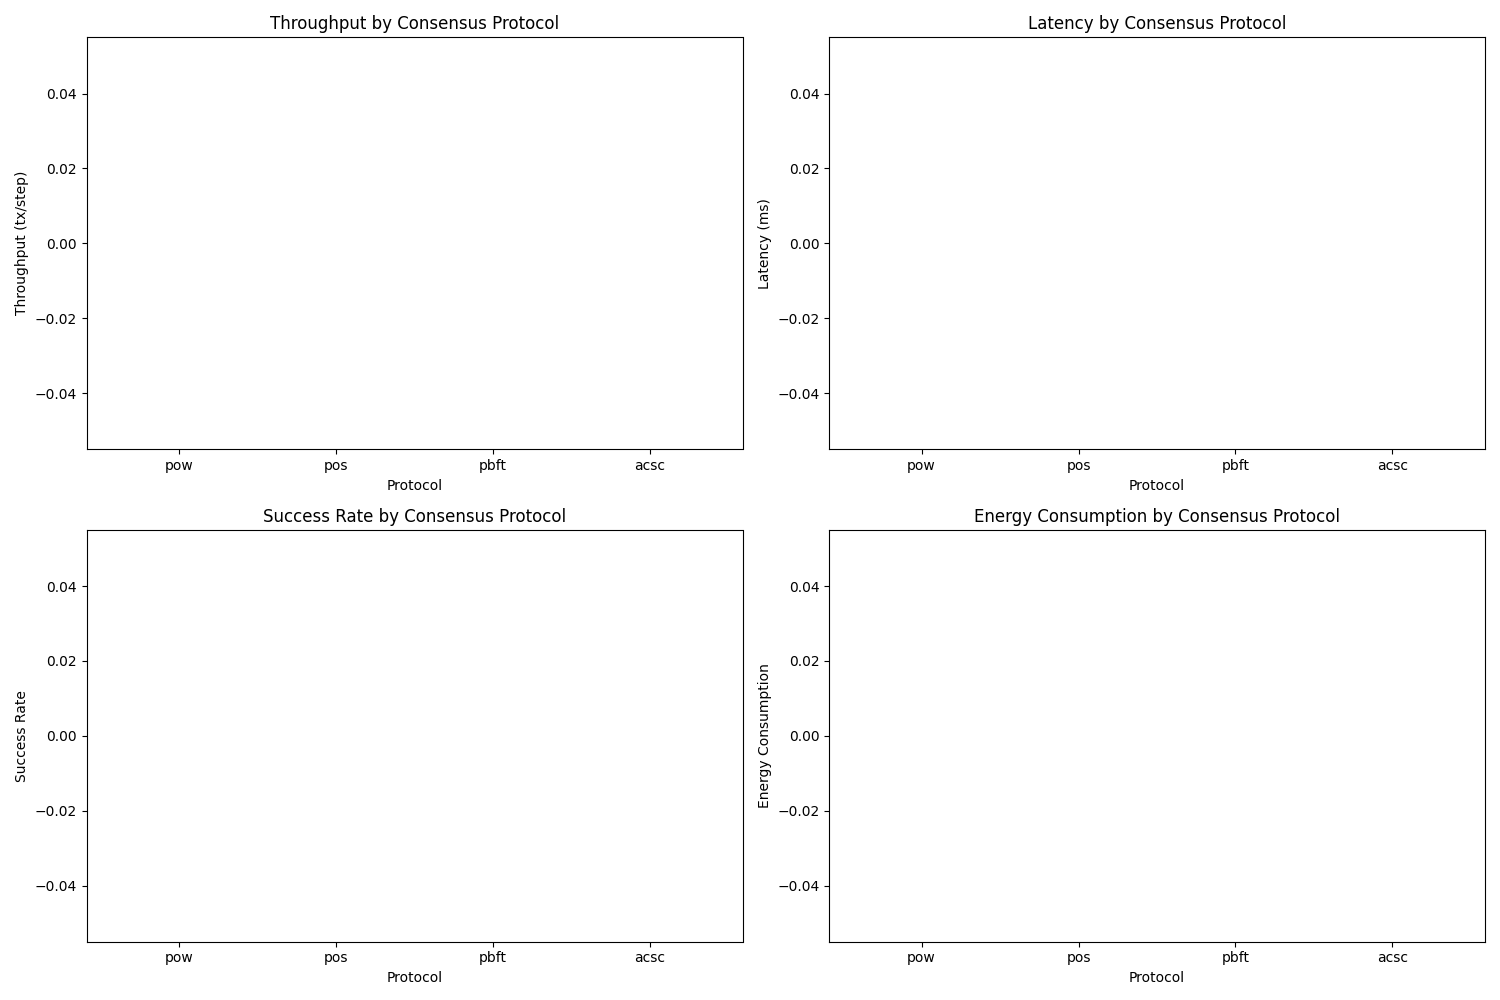 Throughput by Consensus Protocol
Throughput (tx/step)
0.04
0.02
0.00
−0.02
−0.04
pow pos pbft acsc
Protocol
Latency by Consensus Protocol
Latency (ms)
0.04
0.02
0.00
−0.02
−0.04
pow pos pbft acsc
Protocol
Success Rate by Consensus Protocol
Success Rate
0.04
0.02
0.00
−0.02
−0.04
pow pos pbft acsc
Protocol
Energy Consumption by Consensus Protocol
Energy Consumption
0.04
0.02
0.00
−0.02
−0.04
pow pos pbft acsc
Protocol